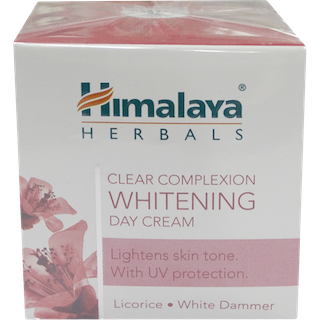 Himalaya®
HERBALS
CLEAR COMPLEXION
WHITENING
DAY CREAM
Lightens skin tone.
With UV protection.
Licorice • White Dammer